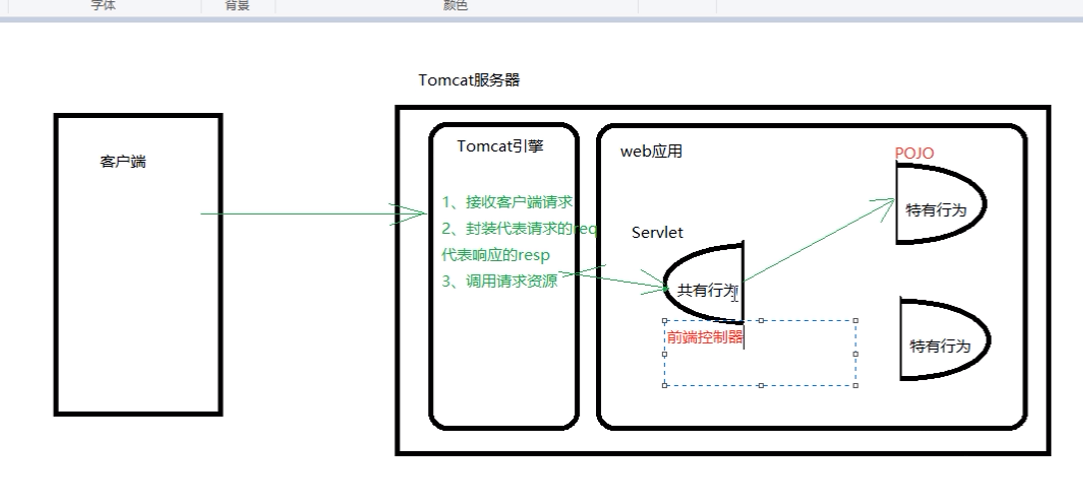 字体
背景
颜色
Tomcat服务器
客户端
Tomcat引擎
1、接收客户端请求
2、封装代表请求的req
代表响应的resp
3、调用请求资源
web应用
Servlet
共有行为
前端控制器
POJO
特有行为
特有行为